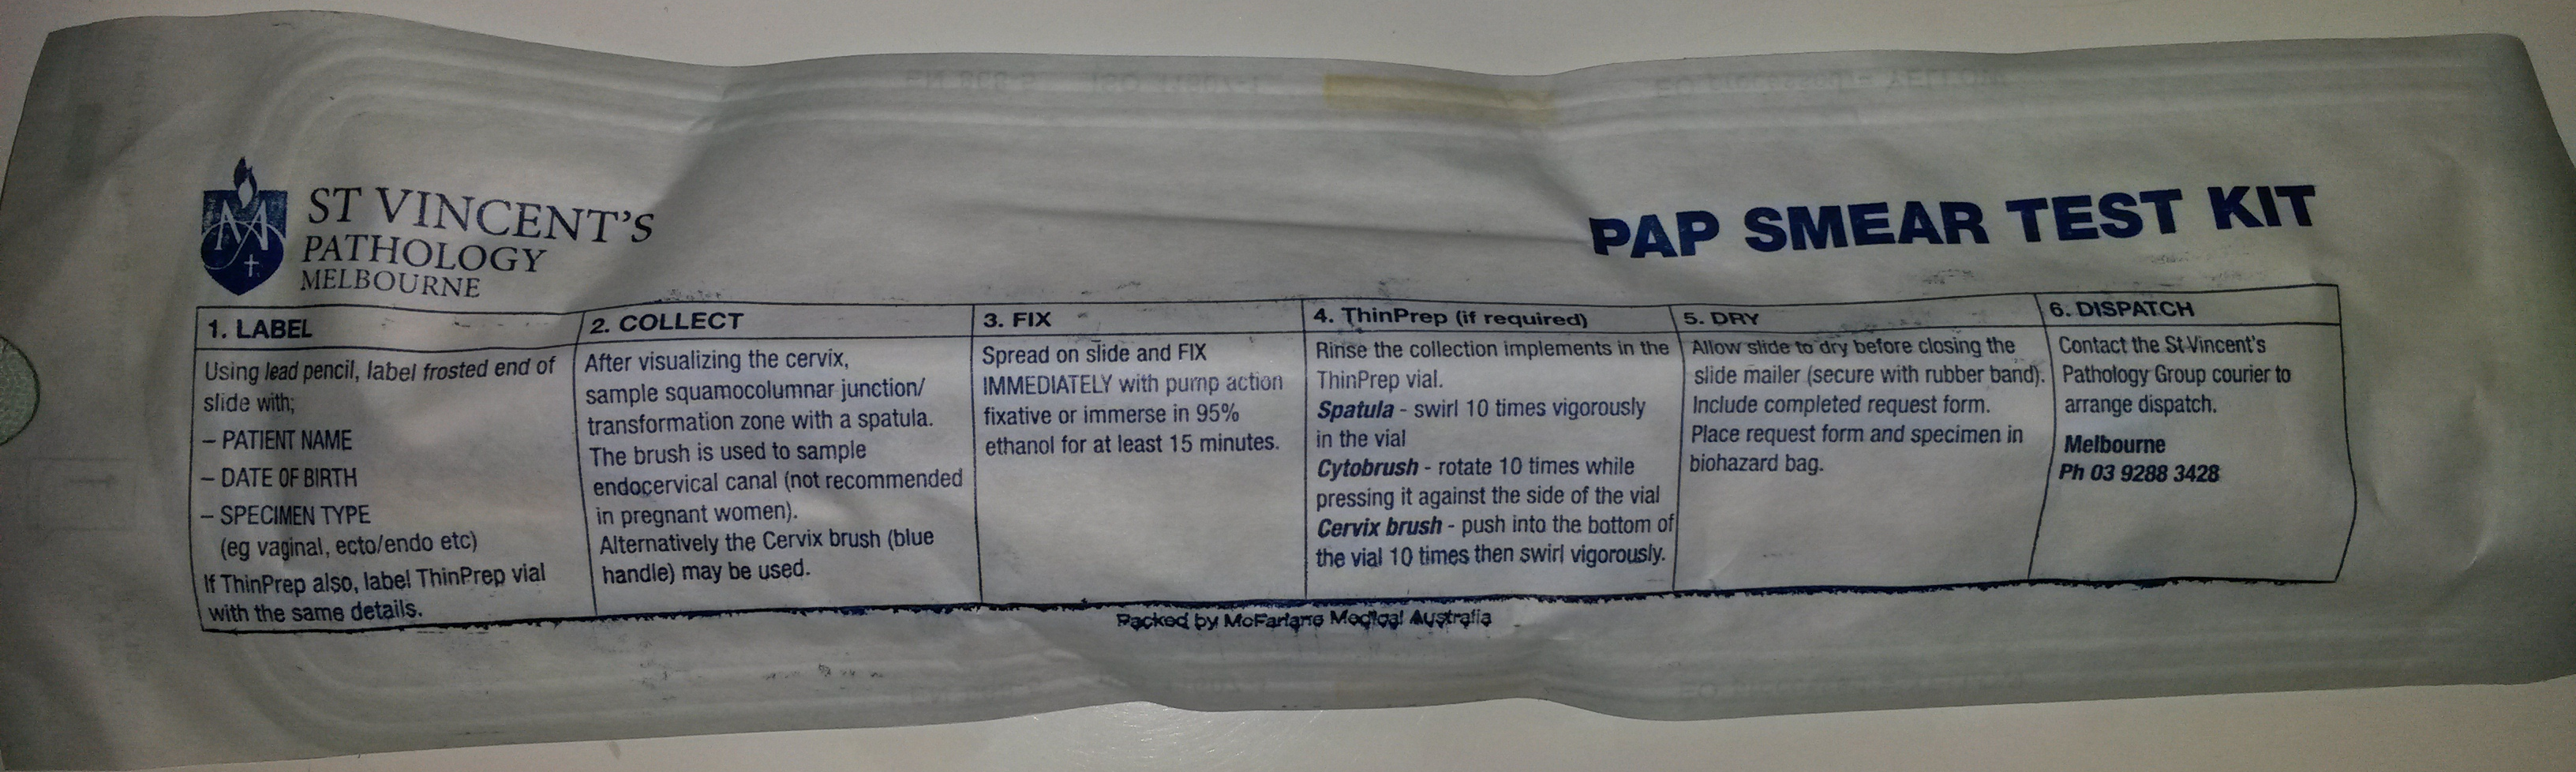 ST VINCENT'S
PATHOLOGY
MELBOURNE
PAP SMEAR TEST KIT
1. LABEL
Using lead pencil, label frosted end of
slide with;
– PATIENT NAME
– DATE OF BIRTH
– SPECIMEN TYPE
(eg vaginal, ecto/endo etc)
If ThinPrep also, label ThinPrep vial
with the same details.
2. COLLECT
After visualizing the cervix,
sample squamocolumnar junction/
transformation zone with a spatula.
The brush is used to sample
endocervical canal (not recommended
in pregnant women).
Alternatively the Cervix brush (blue
handle) may be used.
3. FIX
Spread on slide and FIX
IMMEDIATELY with pump action
fixative or immerse in 95%
ethanol for at least 15 minutes.
4. ThinPrep (if required)
Rinse the collection implements in the
ThinPrep vial.
Spatula - swirl 10 times vigorously
in the vial
Cytobrush - rotate 10 times while
pressing it against the side of the vial
Cervix brush - push into the bottom of
the vial 10 times then swirl vigorously.
5. DRY
Allow slide to dry before closing the
slide mailer (secure with rubber band).
Include completed request form.
Place request form and specimen in
biohazard bag.
6. DISPATCH
Contact the St Vincent's
Pathology Group courier to
arrange dispatch.
Melbourne
Ph 03 9288 3428
Packed by McFarlane Medical Australia